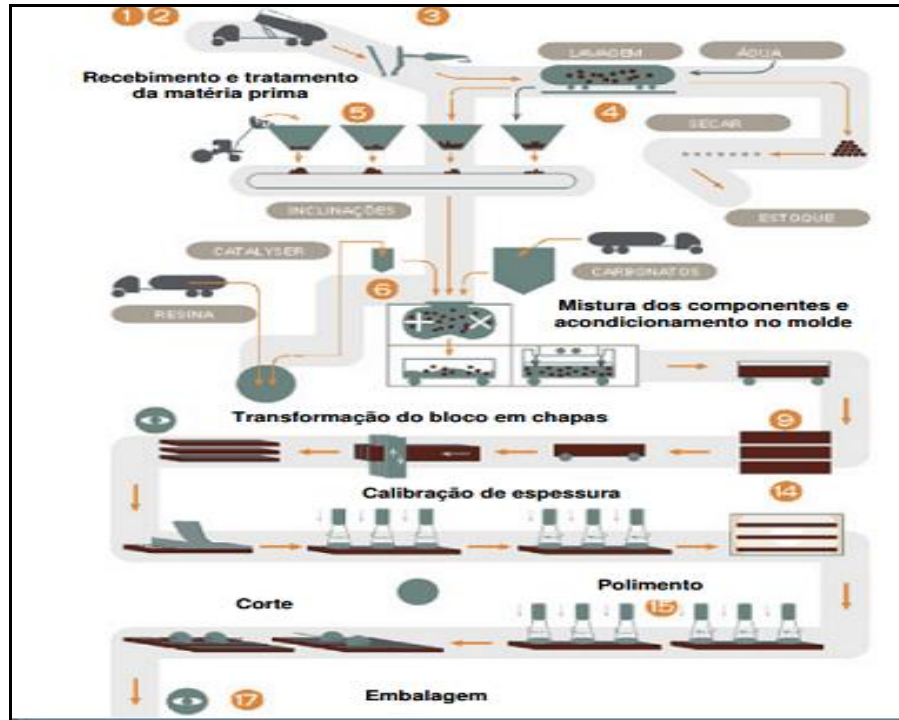 1 2
3
LAVAGEM
ÁGUA
Recebimento e tratamento
da matéria prima
5
4
SECAR
INCLINAÇÕES
ESTOQUE
CATALYSER
6
CARBONATOS
RESINA
Mistura dos componentes e
acondicionamento no molde
Transformação do bloco em chapas
9
Calibração de espessura
14
Polimento
15
Corte
17
Embalagem